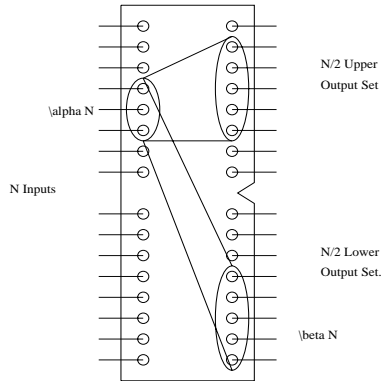 N/2 Upper
Output Set
\alpha N
N Inputs
N/2 Lower
Output Set.
\beta N